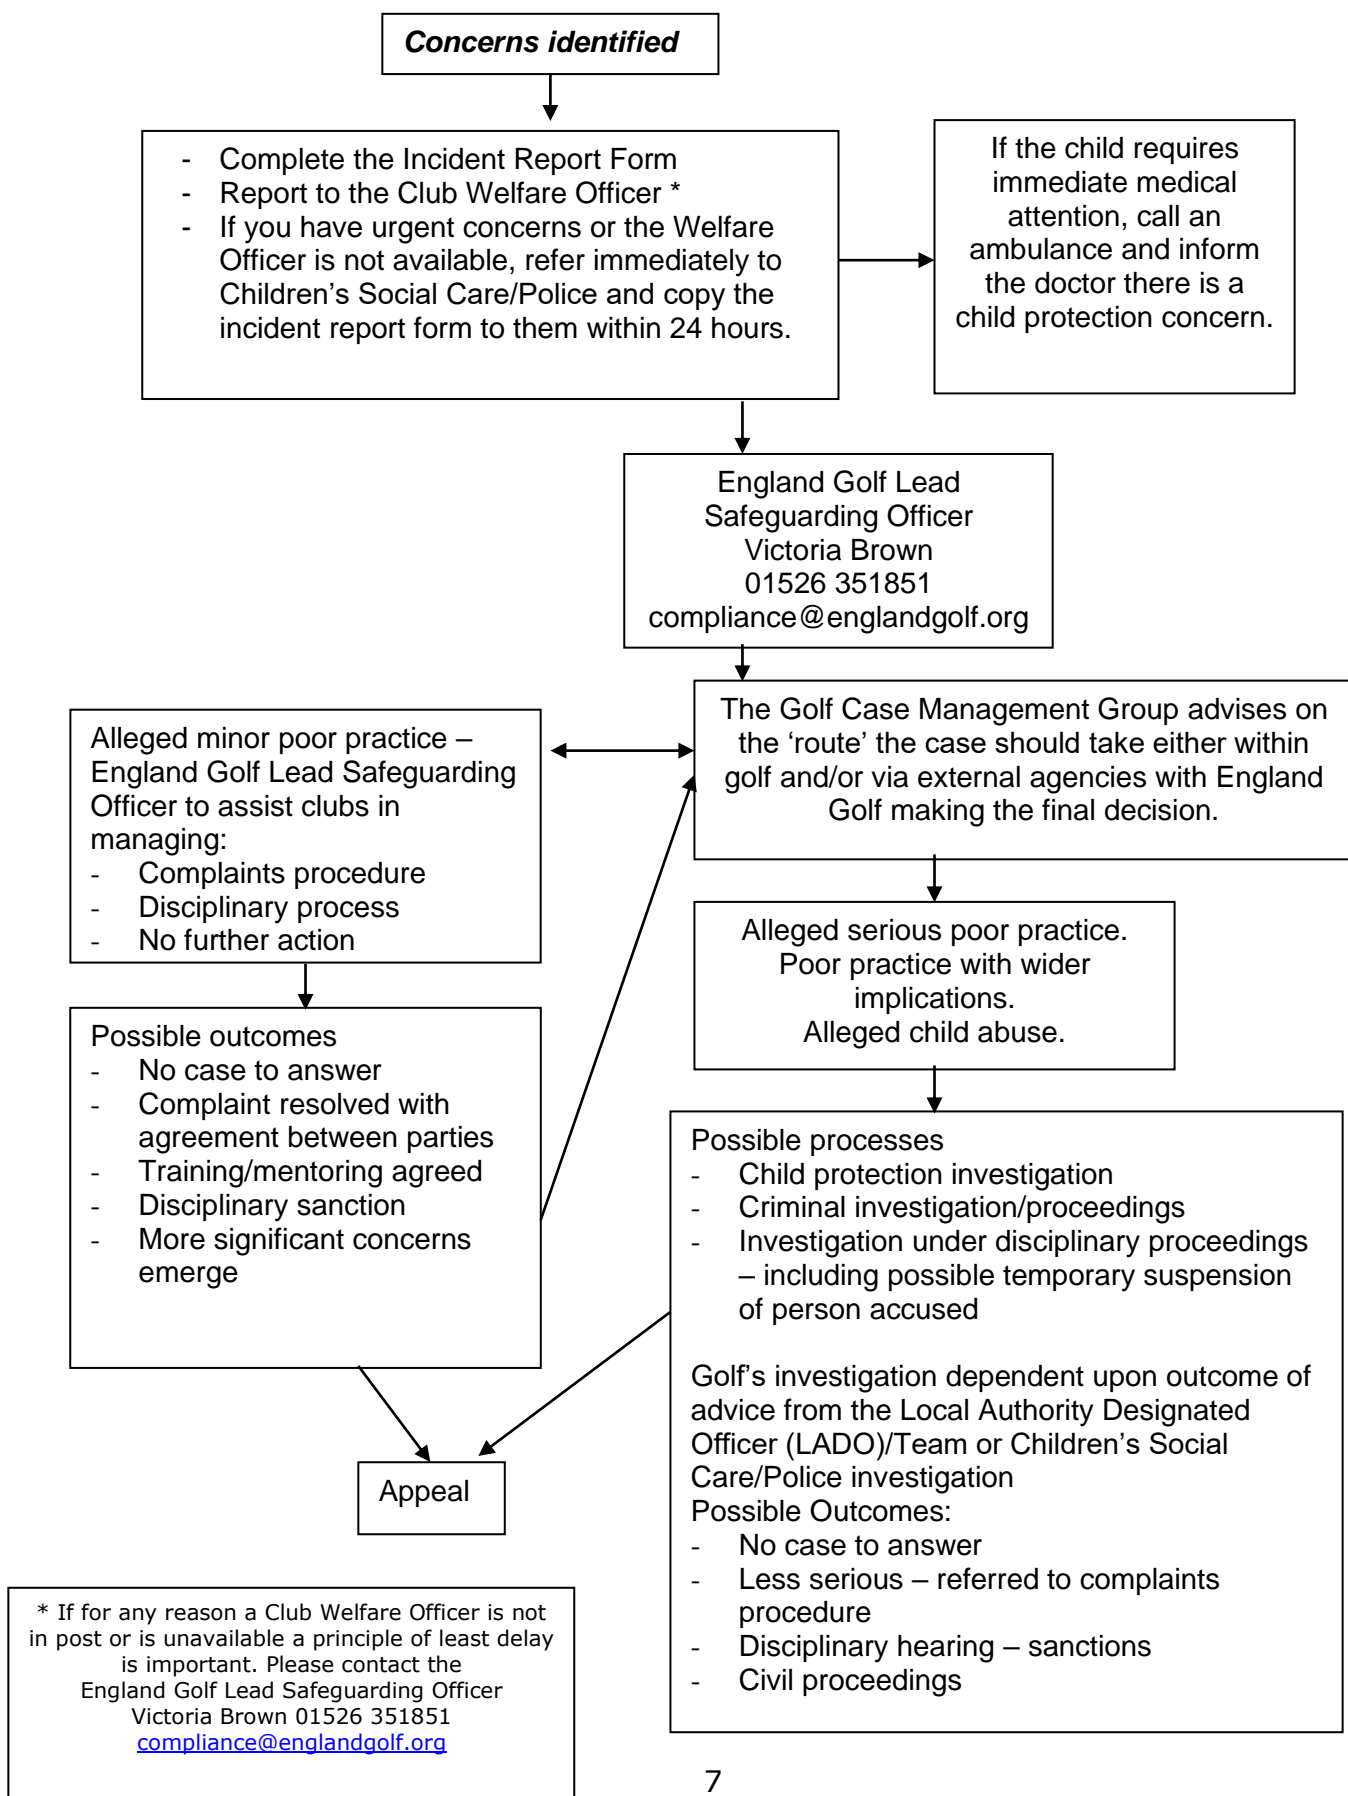 Concerns identified
- Complete the Incident Report Form
- Report to the Club Welfare Officer *
- If you have urgent concerns or the Welfare
Officer is not available, refer immediately to
Children’s Social Care/Police and copy the
incident report form to them within 24 hours.
If the child requires
immediate medical
attention, call an
ambulance and inform
the doctor there is a
child protection concern.
England Golf Lead
Safeguarding Officer
Victoria Brown
01526 351851
compliance@englandgolf.org
The Golf Case Management Group advises on
the ‘route’ the case should take either within
golf and/or via external agencies with England
Golf making the final decision.
Alleged minor poor practice –
England Golf Lead Safeguarding
Officer to assist clubs in
managing:
- Complaints procedure
- Disciplinary process
- No further action
Alleged serious poor practice.
Poor practice with wider
implications.
Alleged child abuse.
Possible outcomes
- No case to answer
- Complaint resolved with
agreement between parties
- Training/mentoring agreed
- Disciplinary sanction
- More significant concerns
emerge
Possible processes
- Child protection investigation
- Criminal investigation/proceedings
- Investigation under disciplinary proceedings
– including possible temporary suspension
of person accused
Golf’s investigation dependent upon outcome of
advice from the Local Authority Designated
Officer (LADO)/Team or Children’s Social
Care/Police investigation
Possible Outcomes:
- No case to answer
- Less serious – referred to complaints
procedure
- Disciplinary hearing – sanctions
- Civil proceedings
Appeal
* If for any reason a Club Welfare Officer is not
in post or is unavailable a principle of least delay
is important. Please contact the
England Golf Lead Safeguarding Officer
Victoria Brown 01526 351851
compliance@englandgolf.org
7